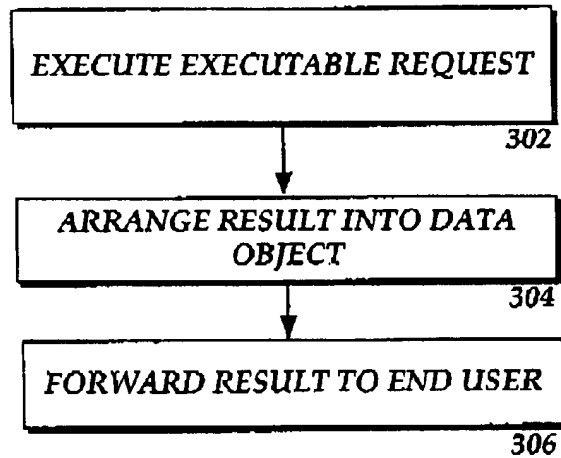 EXECUTE EXECUTABLE REQUEST
302
ARRANGE RESULT INTO DATA
OBJECT
304
FORWARD RESULT TO END USER
306